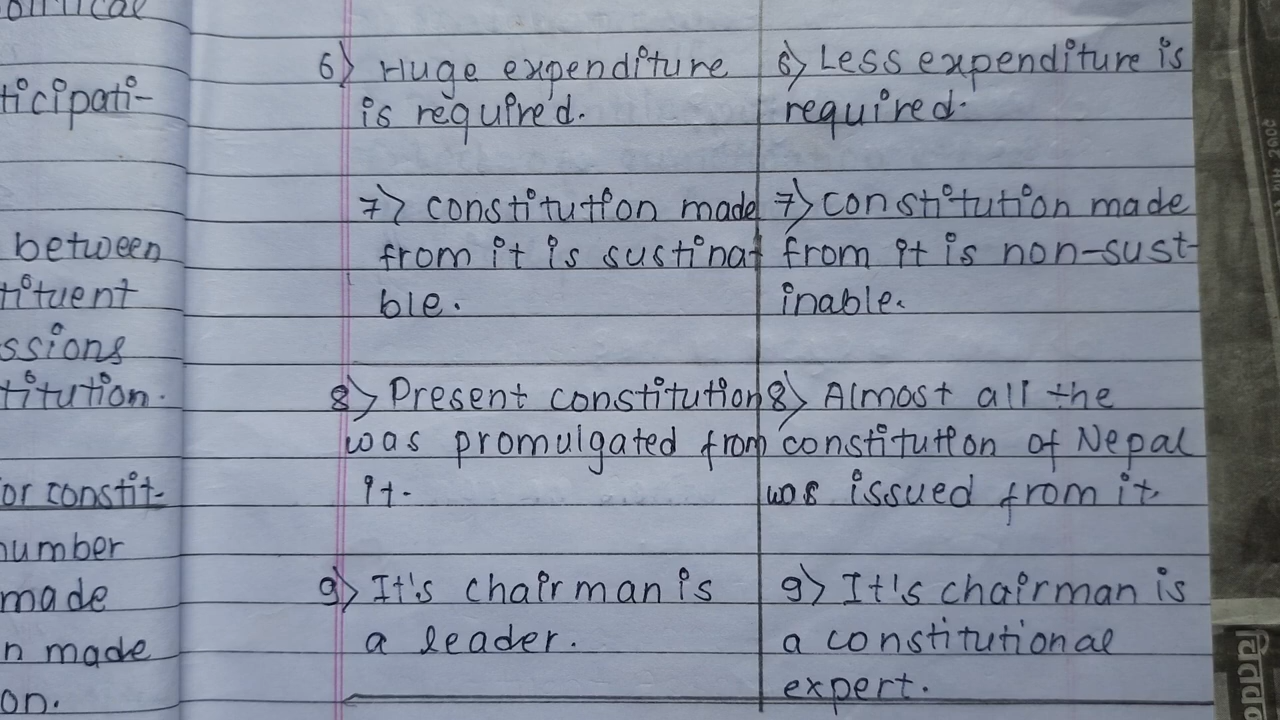 ticipati-
between
tituent
ssions
titution.
or constit-
number
made
n made
on.
6) Huge expenditure
is required.
7) constitution made
from it is sustina
ble.
8) Present constitution
was promulgated from
it.
9) It's chairman is
a leader.
6) Less expenditure is
required.
7) constitution made
from it is non-sust-
inable.
8) Almost all the
constitution of Nepal
was issued from it.
9) It's chairman is
a constitutional
expert.